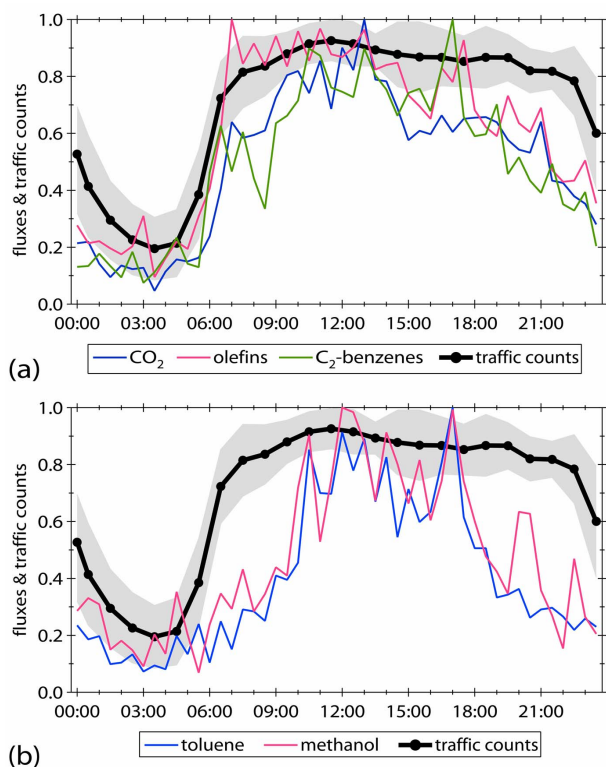 1.0
0.8
0.6
0.4
0.2
0.0
fluxes & traffic counts
00:00 03:00 06:00 09:00 12:00 15:00 18:00 21:00
(a)
CO2 olefins C2-benzenes traffic counts
1.0
0.8
0.6
0.4
0.2
0.0
fluxes & traffic counts
00:00 03:00 06:00 09:00 12:00 15:00 18:00 21:00
(b)
toluene methanol traffic counts